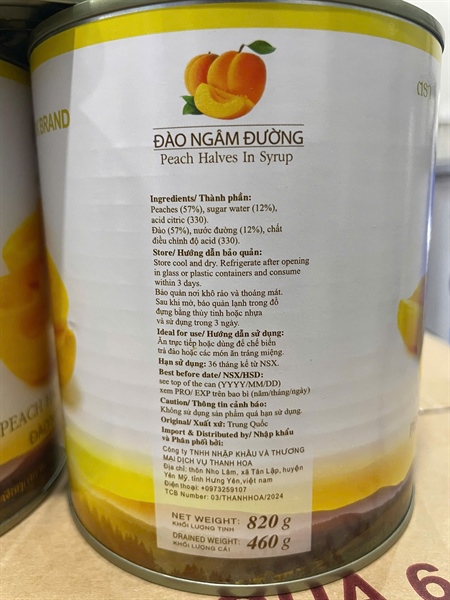 BRAND
ĐÀO NGÂM ĐƯỜNG
Peach Halves In Syrup
Ingredients/ Thành phần:
Peaches (57%), sugar water (12%),
acid citric (330).
Đào (57%), nước đường (12%), chất
điều chỉnh độ acid (330).
Store/ Hướng dẫn bảo quản:
Store cool and dry. Refrigerate after opening
in glass or plastic containers and consume
within 3 days.
Bảo quản nơi khô ráo và thoáng mát.
Sau khi mở, bảo quản lạnh trong đồ
đựng bằng thủy tinh hoặc nhựa
và sử dụng trong 3 ngày.
Ideal for use/ Hướng dẫn sử dụng:
Ăn trực tiếp hoặc dùng để chế biến
trà đào hoặc các món ăn tráng miệng.
Hạn sử dụng: 36 tháng kể từ NSX.
Best before date/ NSX/HSD:
see top of the can (YYYY/MM/DD)
xem PRO/ EXP trên bao bì (năm/tháng/ngày)
Caution/ Thông tin cảnh báo:
Không sử dụng sản phẩm quá hạn sử dụng.
Original/ Xuất xứ: Trung Quốc
Import & Distributed by/ Nhập khẩu
và Phân phối bởi:
Công ty TNHH NHẬP KHẨU VÀ THƯƠNG
MẠI DỊCH VỤ THANH HOA
Địa chỉ: thôn Nho Lâm, xã Tân Lập, huyện
Yên Mỹ, tỉnh Hưng Yên, việt nam
Điện thoại: +0973259107
TCB Number: 03/THANHHOA/2024
NET WEIGHT: 820 g
KHỐI LƯỢNG TỊNH
DRAINED WEIGHT: 460 g
KHỐI LƯỢNG CÁI
PEACH